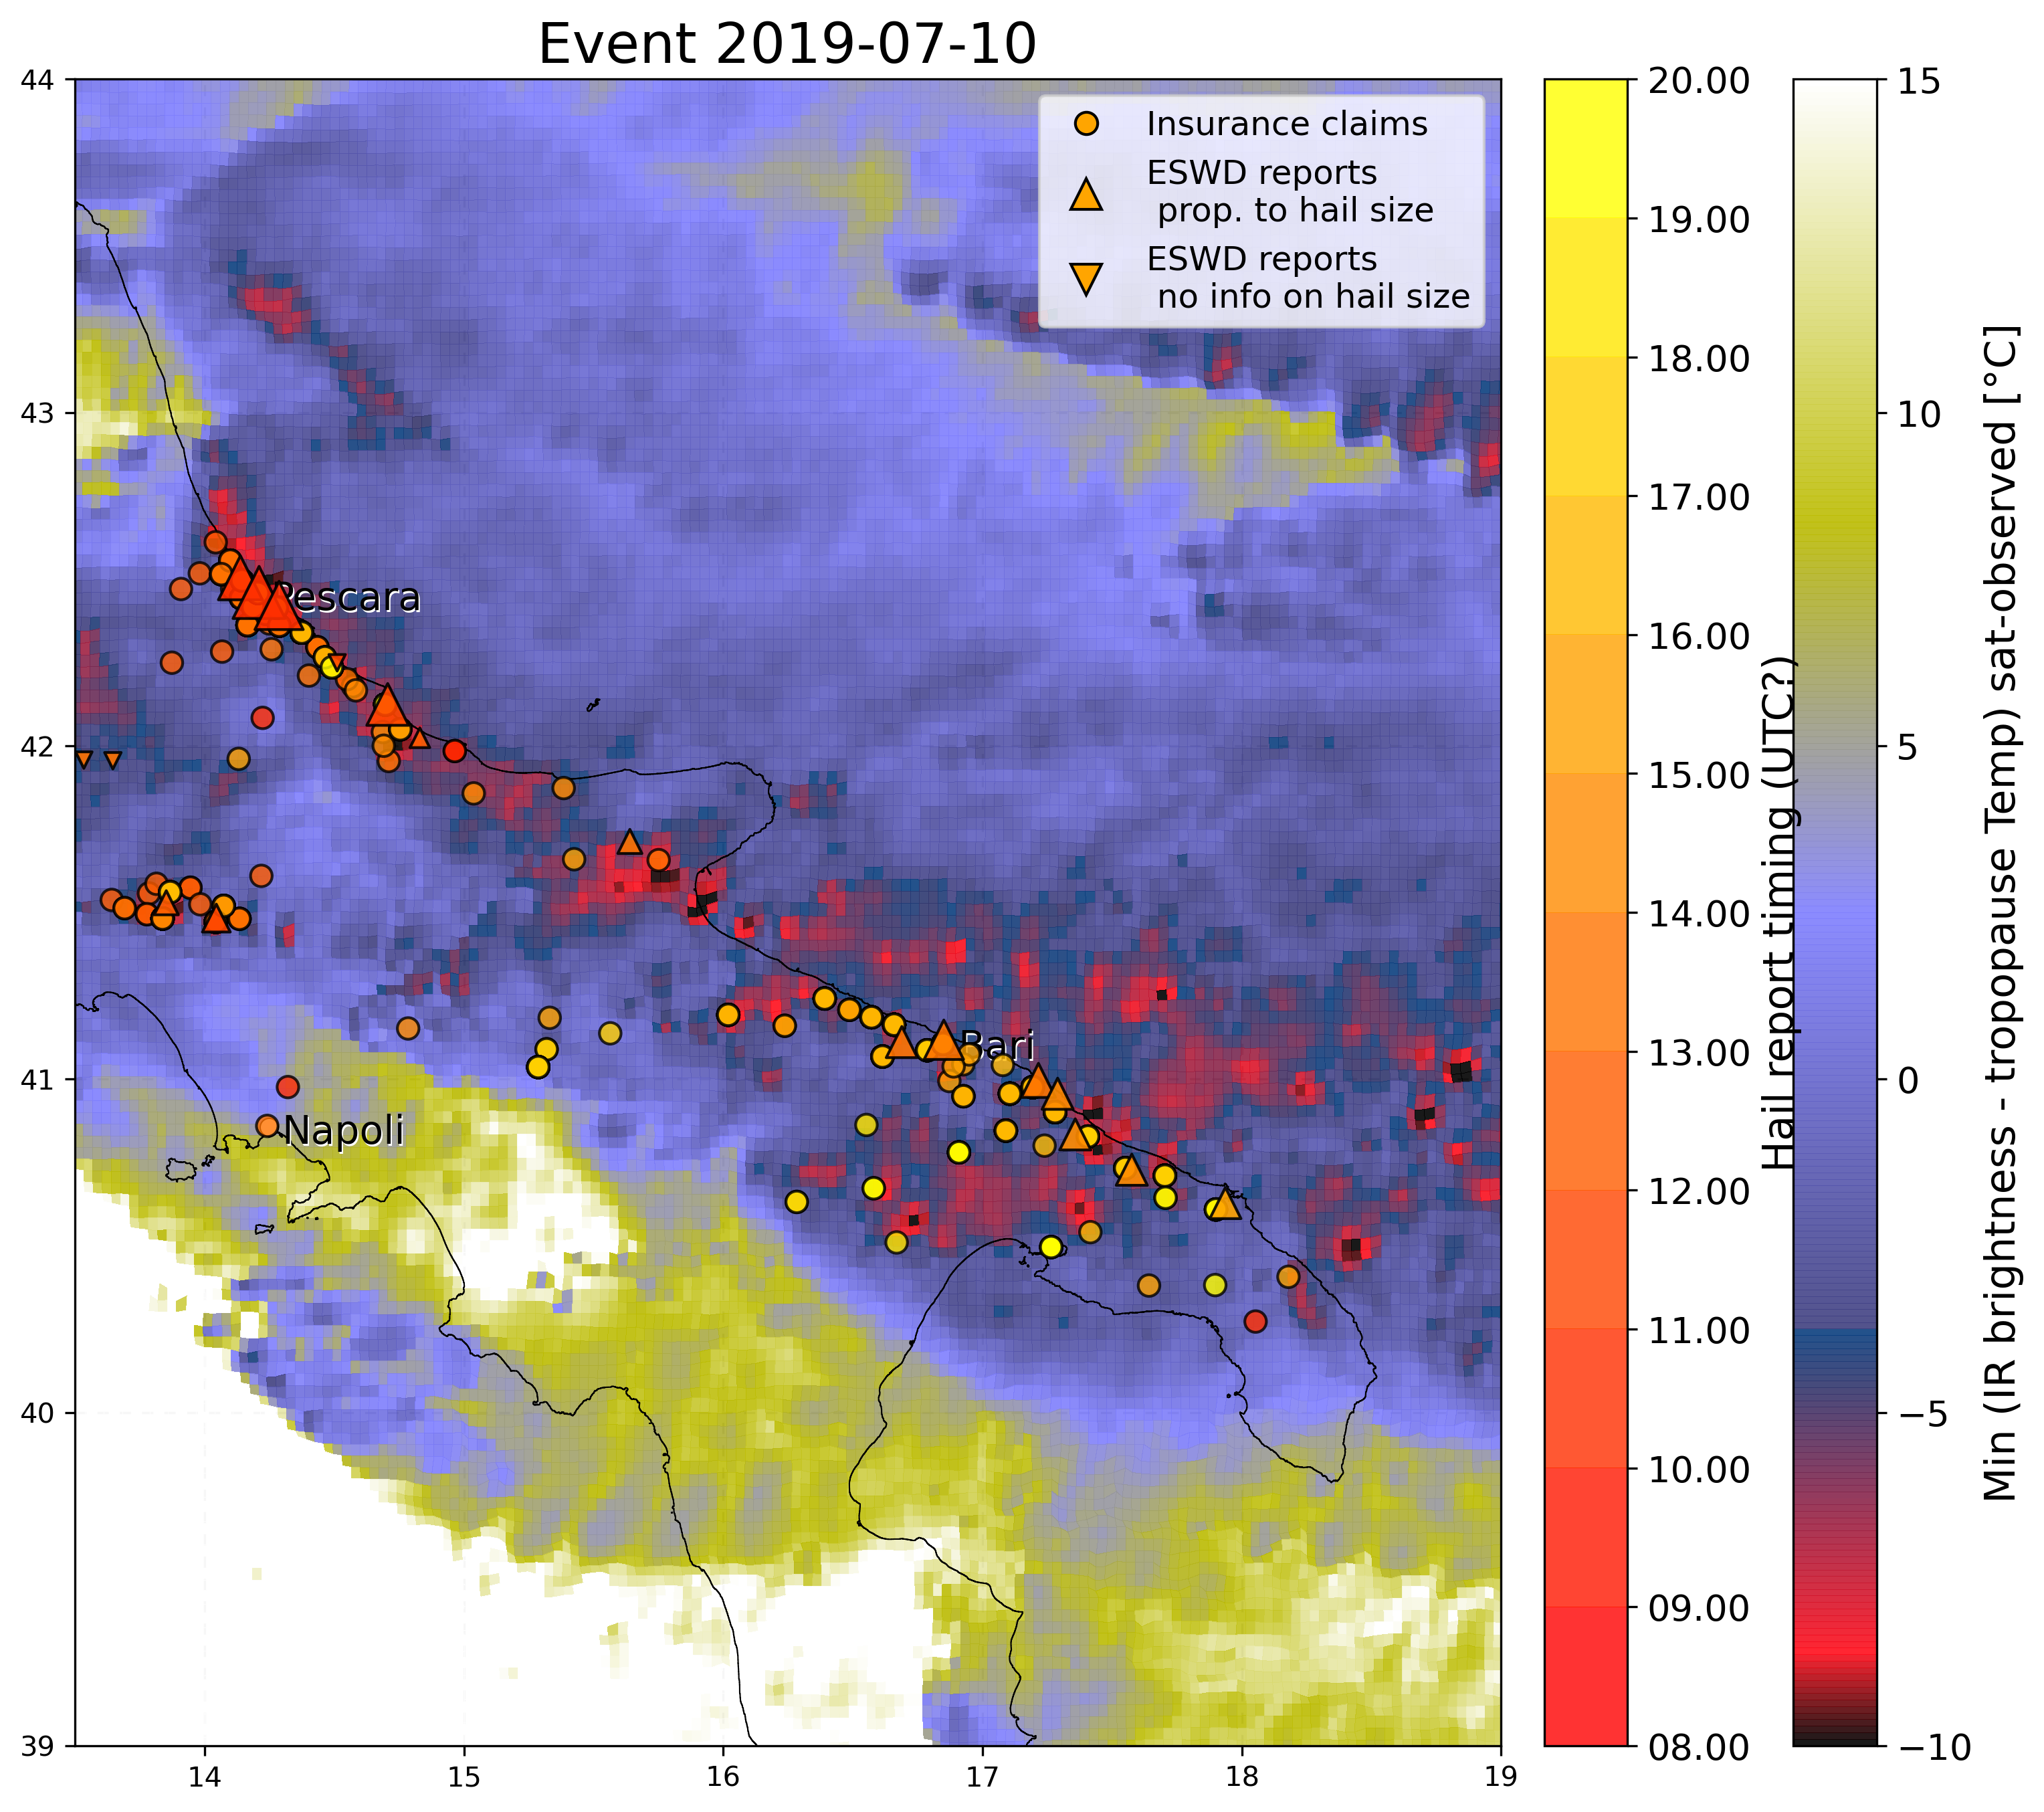 Event 2019-07-10
44
43
42
41
40
39
14
15
16
17
18
19
Insurance claims
ESWD reports
prop. to hail size
ESWD reports
no info on hail size
Pescara
Bari
Napoli
20.00
19.00
18.00
17.00
16.00
15.00
14.00
13.00
12.00
11.00
10.00
09.00
08.00
Hail report timing (UTC?)
15
10
5
0
−5
−10
Min (IR brightness - tropopause Temp) sat-observed [°C]